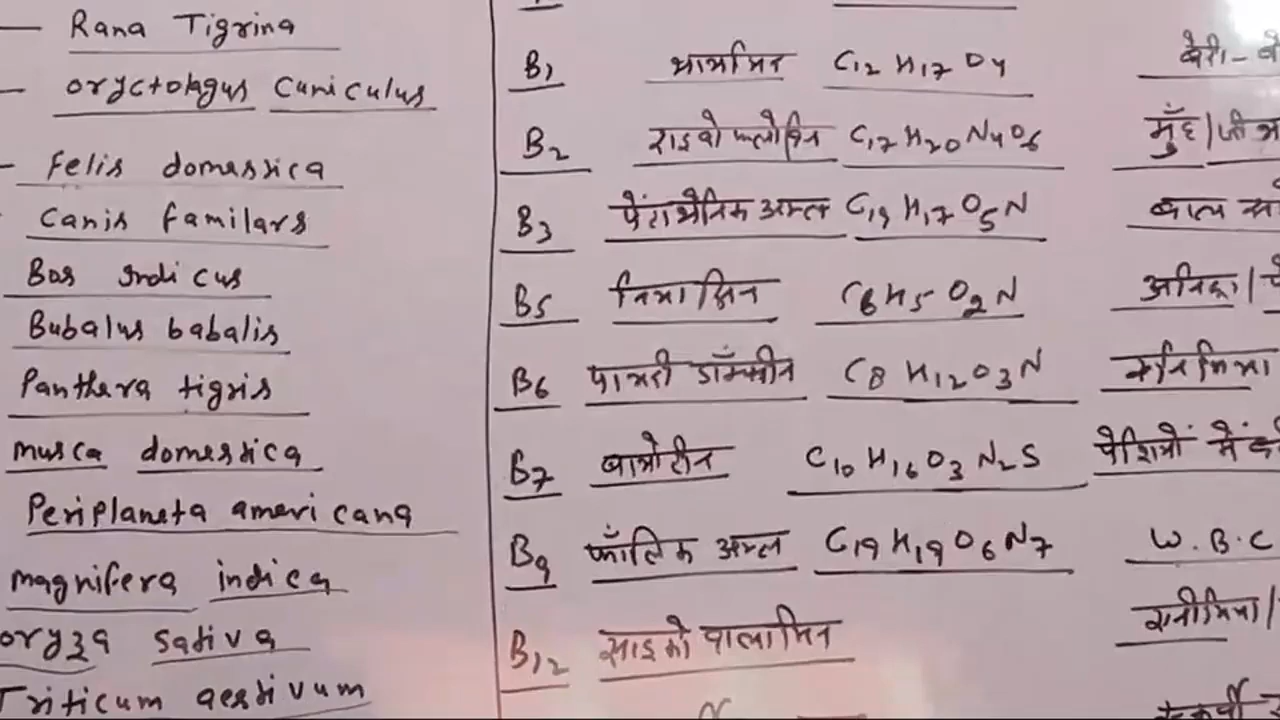 Rana Tigrina
oryctolagus Cuniculus
Felis domessica
Canis familars
Bos indicus
Bubalus babalis
Panthera tigris
musca domestica
Periplaneta americana
magnifera indica
oryza sativa
Triticum aestivum
B1 थायमिन C12 H17 O4 बेरी-बे
B2 राइबोफ्लोविन C17 H20 N4 O6 मुँह/जीभ
B3 पेंटाथेनिक अम्ल C19 H17 O5 N बाल
B5 नियासिन C6 H5 O2 N अनिद्रा/
B6 पायरी डॉक्सीन C8 H12 O3 N
B7 बायोटीन C10 H16 O3 N2 S पेशियों में
B9 फॉलिक अम्ल C19 H19 O6 N7 W.B.C
B12 साइको वालामिन एनीमिया/